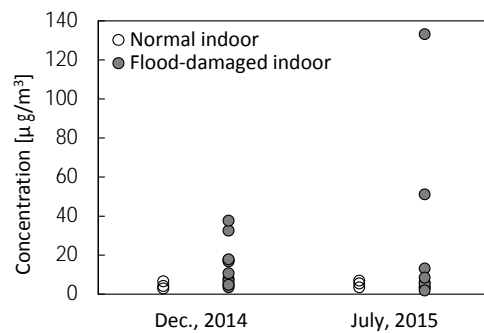 Concentration [μg/m³]
140
120
100
80
60
40
20
0
Normal indoor
Flood-damaged indoor
Dec., 2014
July, 2015